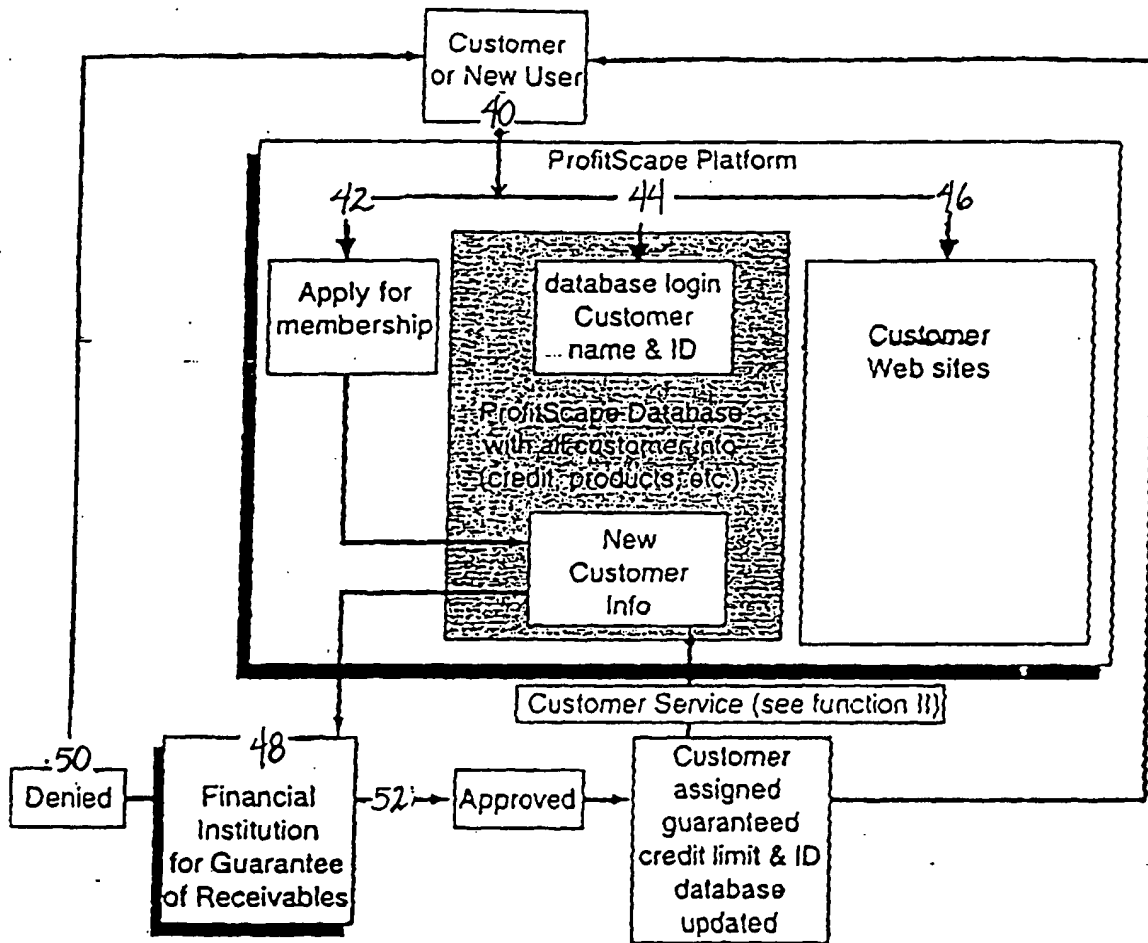 Customer
or New User
40
ProfitScape Platform
42
44
46
Apply for
membership
database login
Customer
name & ID
Customer
Web sites
ProfitScape Database
with all customer info
(credit, products, etc.)
New
Customer
Info
Customer Service (see function II)
50
Denied
48
Financial
Institution
for Guarantee
of Receivables
52
Approved
Customer
assigned
guaranteed
credit limit & ID
database
updated